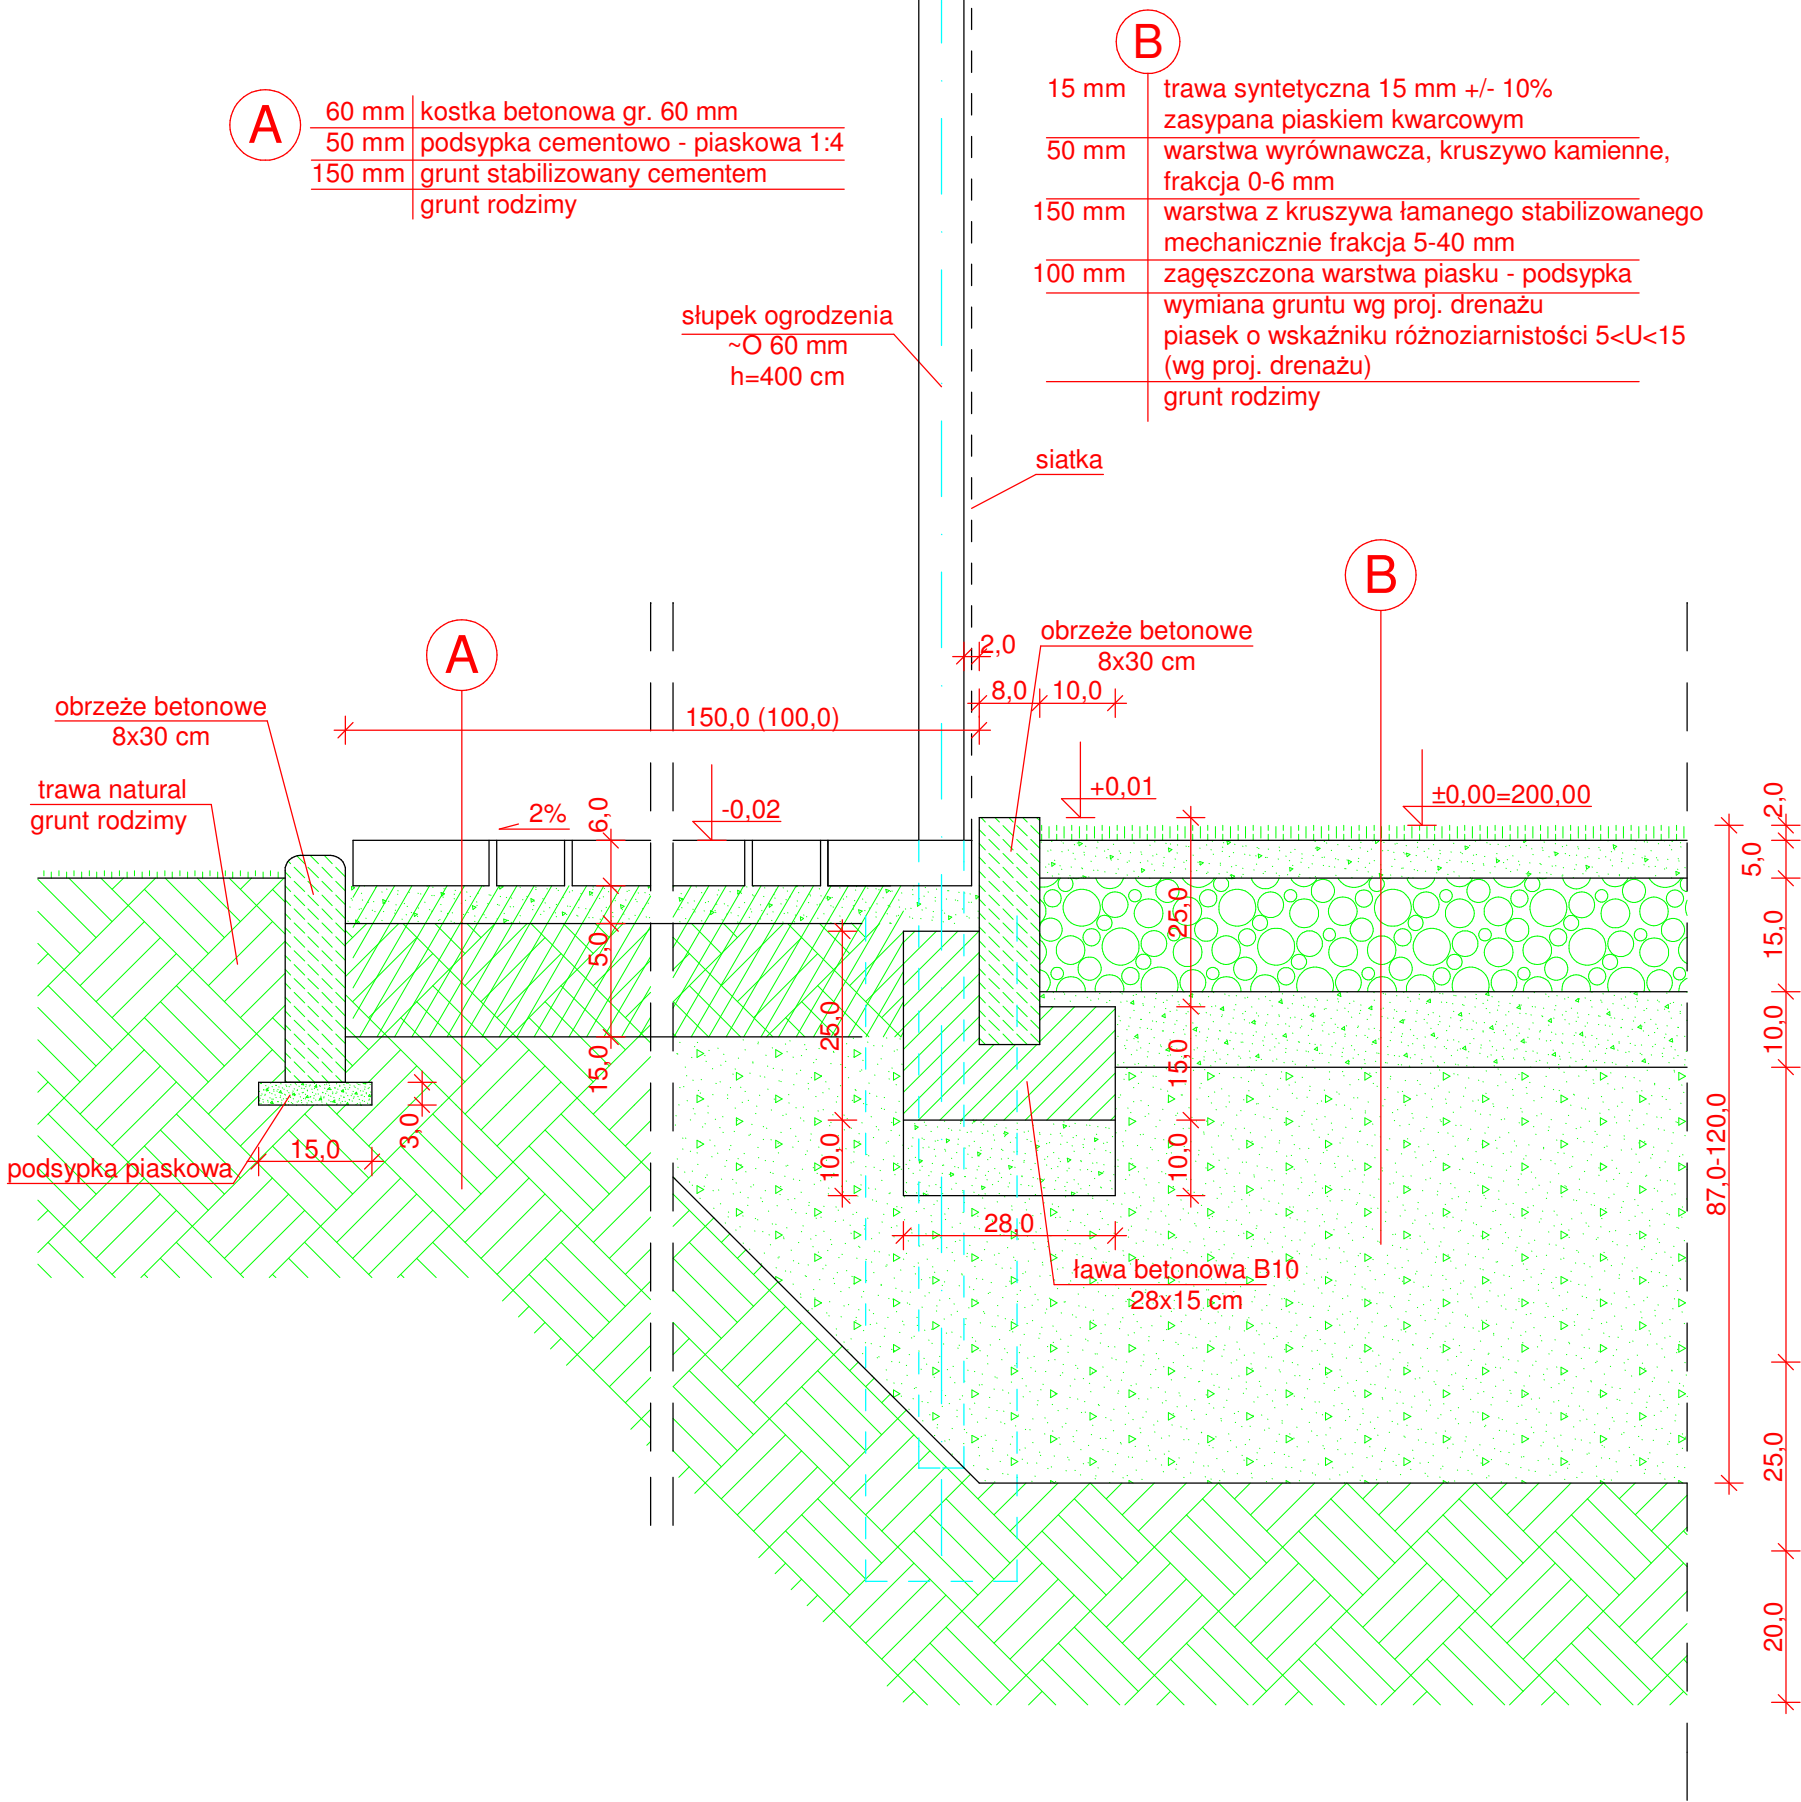 A
60 mm kostka betonowa gr. 60 mm
50 mm podsypka cementowo - piaskowa 1:4
150 mm grunt stabilizowany cementem
grunt rodzimy
B
15 mm trawa syntetyczna 15 mm +/- 10%
zasypana piaskiem kwarcowym
50 mm warstwa wyrównawcza, kruszywo kamienne,
frakcja 0-6 mm
150 mm warstwa z kruszywa łamanego stabilizowanego
mechanicznie frakcja 5-40 mm
100 mm zagęszczona warstwa piasku - podsypka
wymiana gruntu wg proj. drenażu
piasek o wskaźniku różnoziarnistości 5<U<15
(wg proj. drenażu)
grunt rodzimy
słupek ogrodzenia
~O 60 mm
h=400 cm
siatka
B
A
obrzeże betonowe
8x30 cm
2,0
8,0
10,0
150,0 (100,0)
obrzeże betonowe
8x30 cm
trawa natural
grunt rodzimy
2%
6,0
-0,02
+0,01
±0,00=200,00
2,0
5,0
15,0
10,0
87,0-120,0
25,0
20,0
5,0
15,0
25,0
10,0
25,0
15,0
10,0
3,0
15,0
podsypka piaskowa
28,0
ława betonowa B10
28x15 cm